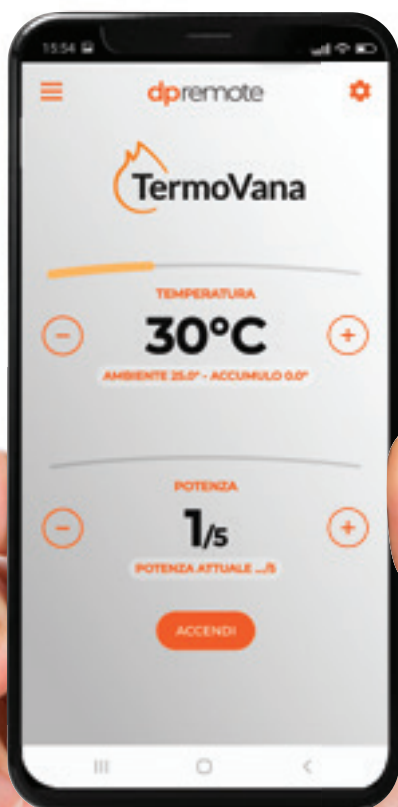 15:54
dpremote
TermoVana
TEMPERATURA
30°C
AMBIENTE 25.0° - ACCUMULO 0.0°
POTENZA
1/5
POTENZA ATTUALE .../5
ACCENDI